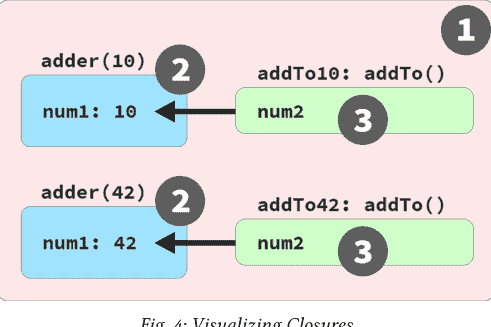 1
adder(10) 2
addTo10: addTo()
num1: 10
num2 3
adder(42) 2
addTo42: addTo()
num1: 42
num2 3
Fig. 4: Visualizing Closures